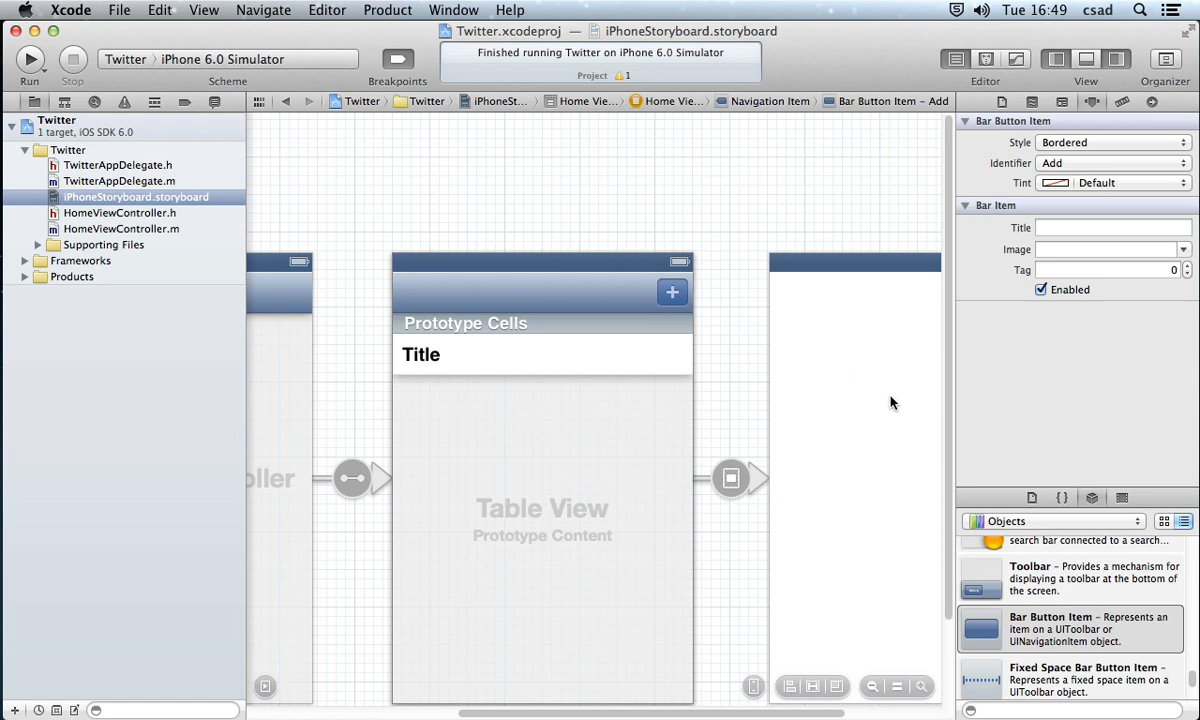 Xcode File Edit View Navigate Editor Product Window Help
Tue 16:49 csad
Twitter.xcodeproj — iPhoneStoryboard.storyboard
Twitter 〉iPhone 6.0 Simulator
Finished running Twitter on iPhone 6.0 Simulator
Project 1
Run Stop Scheme Breakpoints Editor View Organizer
Twitter Twitter iPhoneSt... Home Vie... Home Vie... Navigation Item Bar Button Item – Add
Twitter
1 target, iOS SDK 6.0
Twitter
TwitterAppDelegate.h
TwitterAppDelegate.m
iPhoneStoryboard.storyboard
HomeViewController.h
HomeViewController.m
Supporting Files
Frameworks
Products
oller
Prototype Cells
Title
Table View
Prototype Content
Bar Button Item
Style Bordered
Identifier Add
Tint Default
Bar Item
Title
Image
Tag 0
Enabled
Objects
search bar connected to a search...
Toolbar – Provides a mechanism for
displaying a toolbar at the bottom of
the screen.
Bar Button Item – Represents an
item on a UIToolbar or
UINavigationItem object.
Fixed Space Bar Button Item –
Represents a fixed space item on a
UIToolbar object.